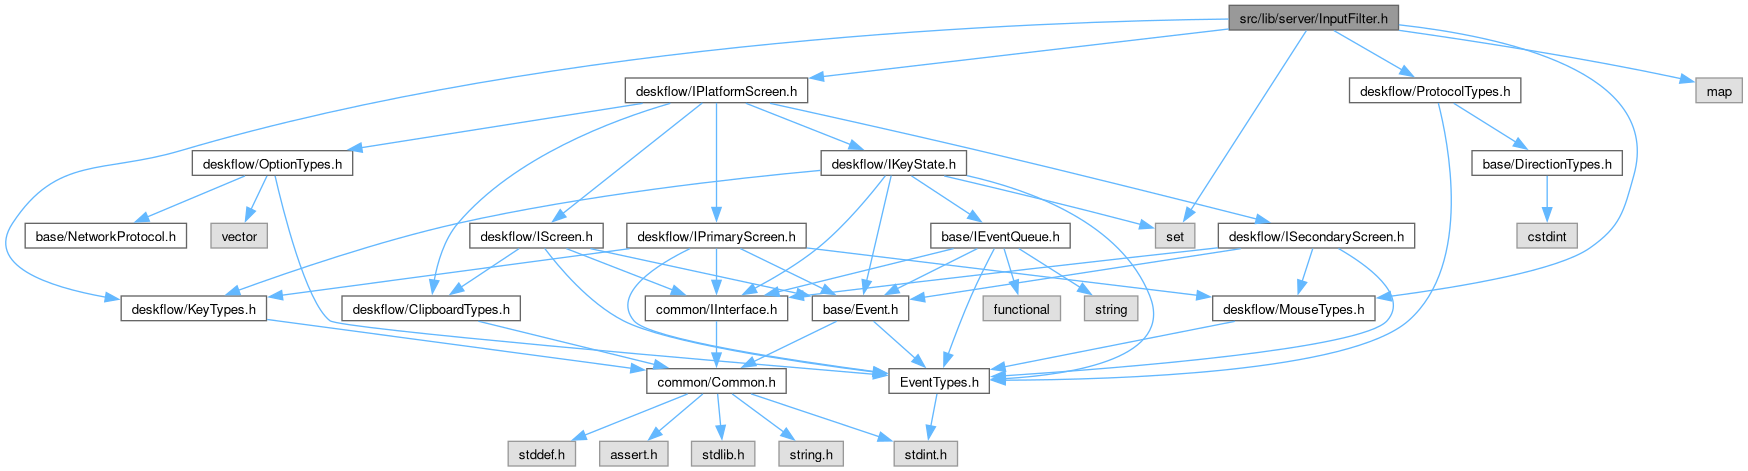 src/lib/server/InputFilter.h
deskflow/IPlatformScreen.h
deskflow/ProtocolTypes.h
map
deskflow/OptionTypes.h
deskflow/IKeyState.h
base/DirectionTypes.h
base/NetworkProtocol.h
vector
deskflow/IScreen.h
deskflow/IPrimaryScreen.h
base/IEventQueue.h
set
deskflow/ISecondaryScreen.h
cstdint
deskflow/KeyTypes.h
deskflow/ClipboardTypes.h
common/IInterface.h
base/Event.h
functional
string
deskflow/MouseTypes.h
common/Common.h
EventTypes.h
stddef.h
assert.h
stdlib.h
string.h
stdint.h